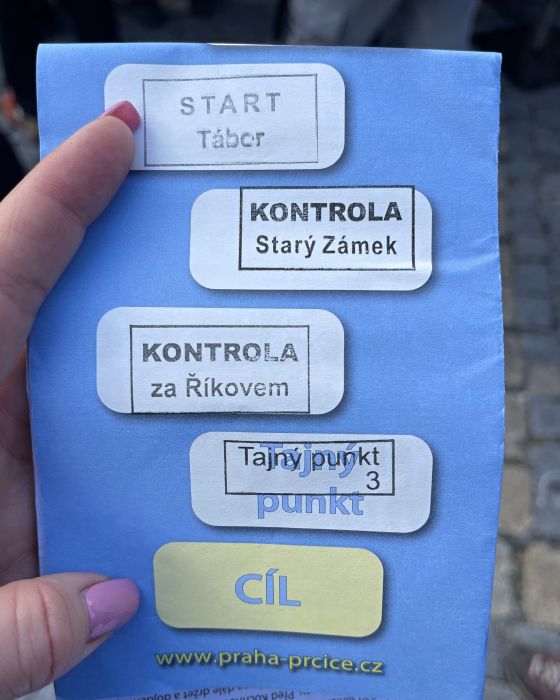 START
Tábor
KONTROLA
Starý Zámek
KONTROLA
za Říkovem
Tajný punkt
3
Tajný
punkt
CÍL
www.praha-prcice.cz